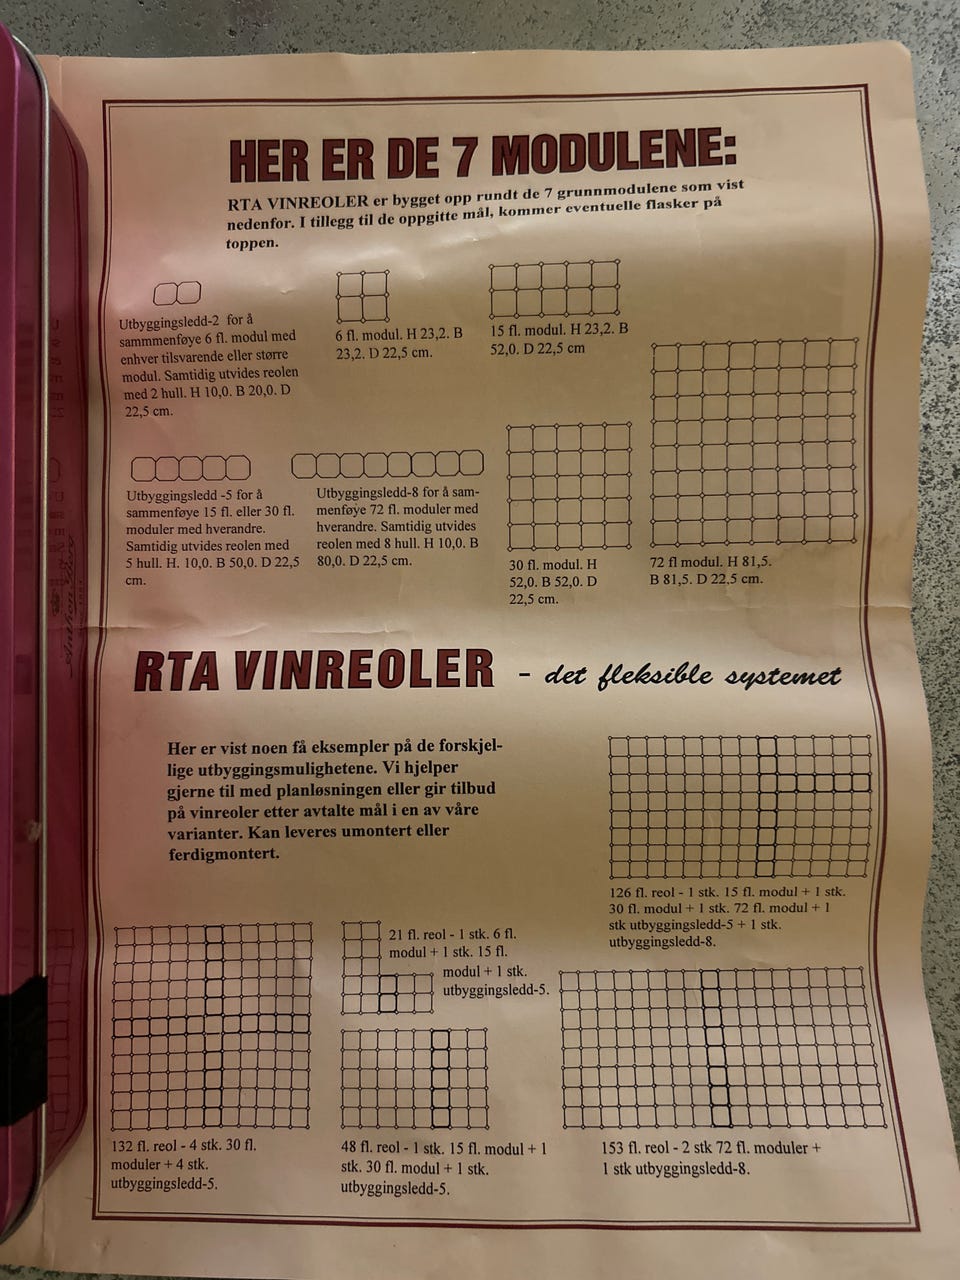 HER ER DE 7 MODULENE:
RTA VINREOLER er bygget opp rundt de 7 grunnmodulene som vist
nedenfor. I tillegg til de oppgitte mål, kommer eventuelle flasker på
toppen.
Utbyggingsledd-2 for å
sammmenføye 6 fl. modul med
enhver tilsvarende eller større
modul. Samtidig utvides reolen
med 2 hull. H 10,0. B 20,0. D
22,5 cm.
6 fl. modul. H 23,2. B
23,2. D 22,5 cm.
15 fl. modul. H 23,2. B
52,0. D 22,5 cm
Utbyggingsledd -5 for å
sammenføye 15 fl. eller 30 fl.
moduler med hverandre.
Samtidig utvides reolen med
5 hull. H. 10,0. B 50,0. D 22,5
cm.
Utbyggingsledd-8 for å sam-
menføye 72 fl. moduler med
hverandre. Samtidig utvides
reolen med 8 hull. H 10,0. B
80,0. D 22,5 cm.
30 fl. modul. H
52,0. B 52,0. D
22,5 cm.
72 fl modul. H 81,5.
B 81,5. D 22,5 cm.
RTA VINREOLER - det fleksible systemet
Her er vist noen få eksempler på de forskjel-
lige utbyggingsmulighetene. Vi hjelper
gjerne til med planløsningen eller gir tilbud
på vinreoler etter avtalte mål i en av våre
varianter. Kan leveres umontert eller
ferdigmontert.
126 fl. reol - 1 stk. 15 fl. modul + 1 stk.
30 fl. modul + 1 stk. 72 fl. modul + 1
stk utbyggingsledd-5 + 1 stk.
utbyggingsledd-8.
21 fl. reol - 1 stk. 6 fl.
modul + 1 stk. 15 fl.
modul + 1 stk.
utbyggingsledd-5.
132 fl. reol - 4 stk. 30 fl.
moduler + 4 stk.
utbyggingsledd-5.
48 fl. reol - 1 stk. 15 fl. modul + 1
stk. 30 fl. modul + 1 stk.
utbyggingsledd-5.
153 fl. reol - 2 stk 72 fl. moduler +
1 stk utbyggingsledd-8.